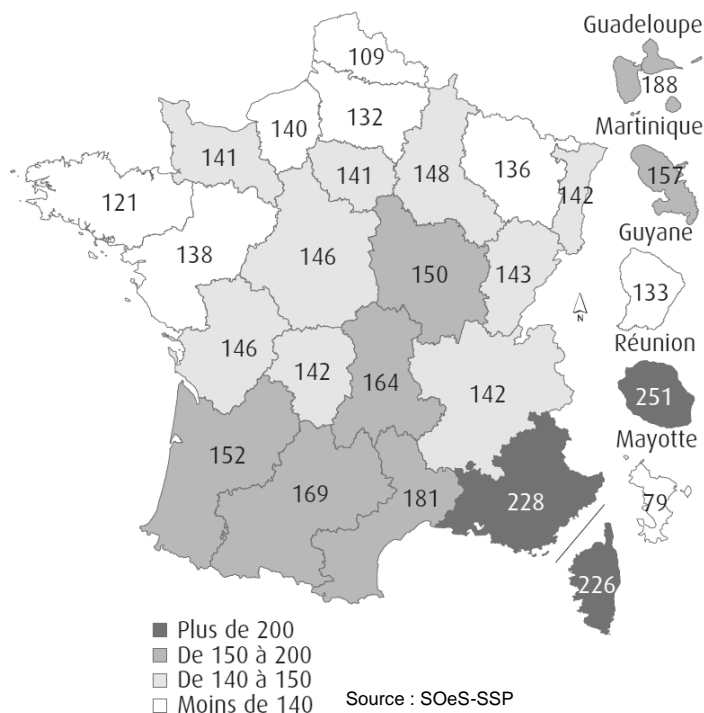 109
Guadeloupe
188
132
140
Martinique
141
141
148
136
142
157
121
Guyane
138
146
150
143
133
N
Réunion
146
142
164
142
251
Mayotte
152
169
181
228
79
226
Plus de 200
De 150 à 200
De 140 à 150
Moins de 140
Source : SOeS-SSP